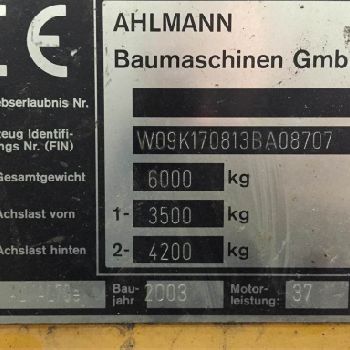 CE
AHLMANN
Baumaschinen Gmb
ebserlaubnis Nr.
zeug Identifi-
ngs Nr. (FIN) W09K170813BA08707
Gesamtgewicht 6000 kg
Achslast vorn 1- 3500 kg
Achslast hinten 2- 4200 kg
Bau- Motor-
jahr 2003 leistung: 37